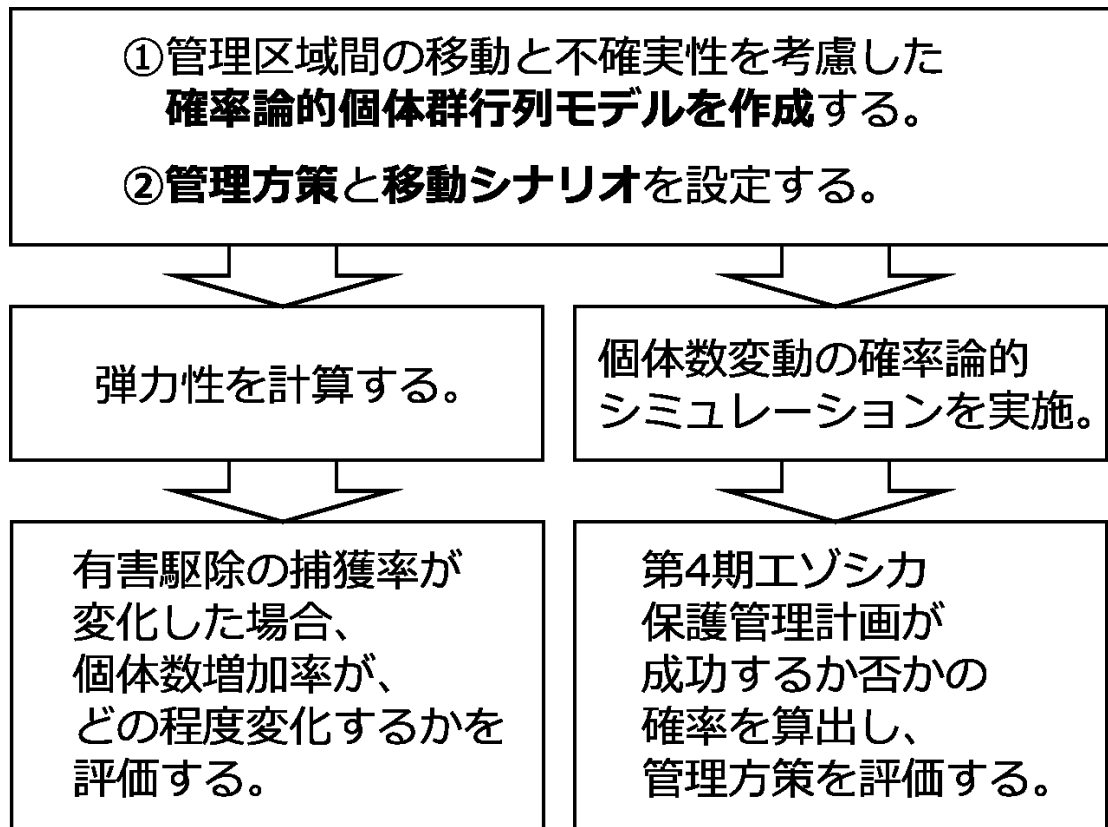 ①管理区域間の移動と不確実性を考慮した
確率論的個体群行列モデルを作成する。
②管理方策と移動シナリオを設定する。
弾力性を計算する。
個体数変動の確率論的
シミュレーションを実施。
有害駆除の捕獲率が
変化した場合、
個体数増加率が、
どの程度変化するかを
評価する。
第4期エゾシカ
保護管理計画が
成功するか否かの
確率を算出し、
管理方策を評価する。